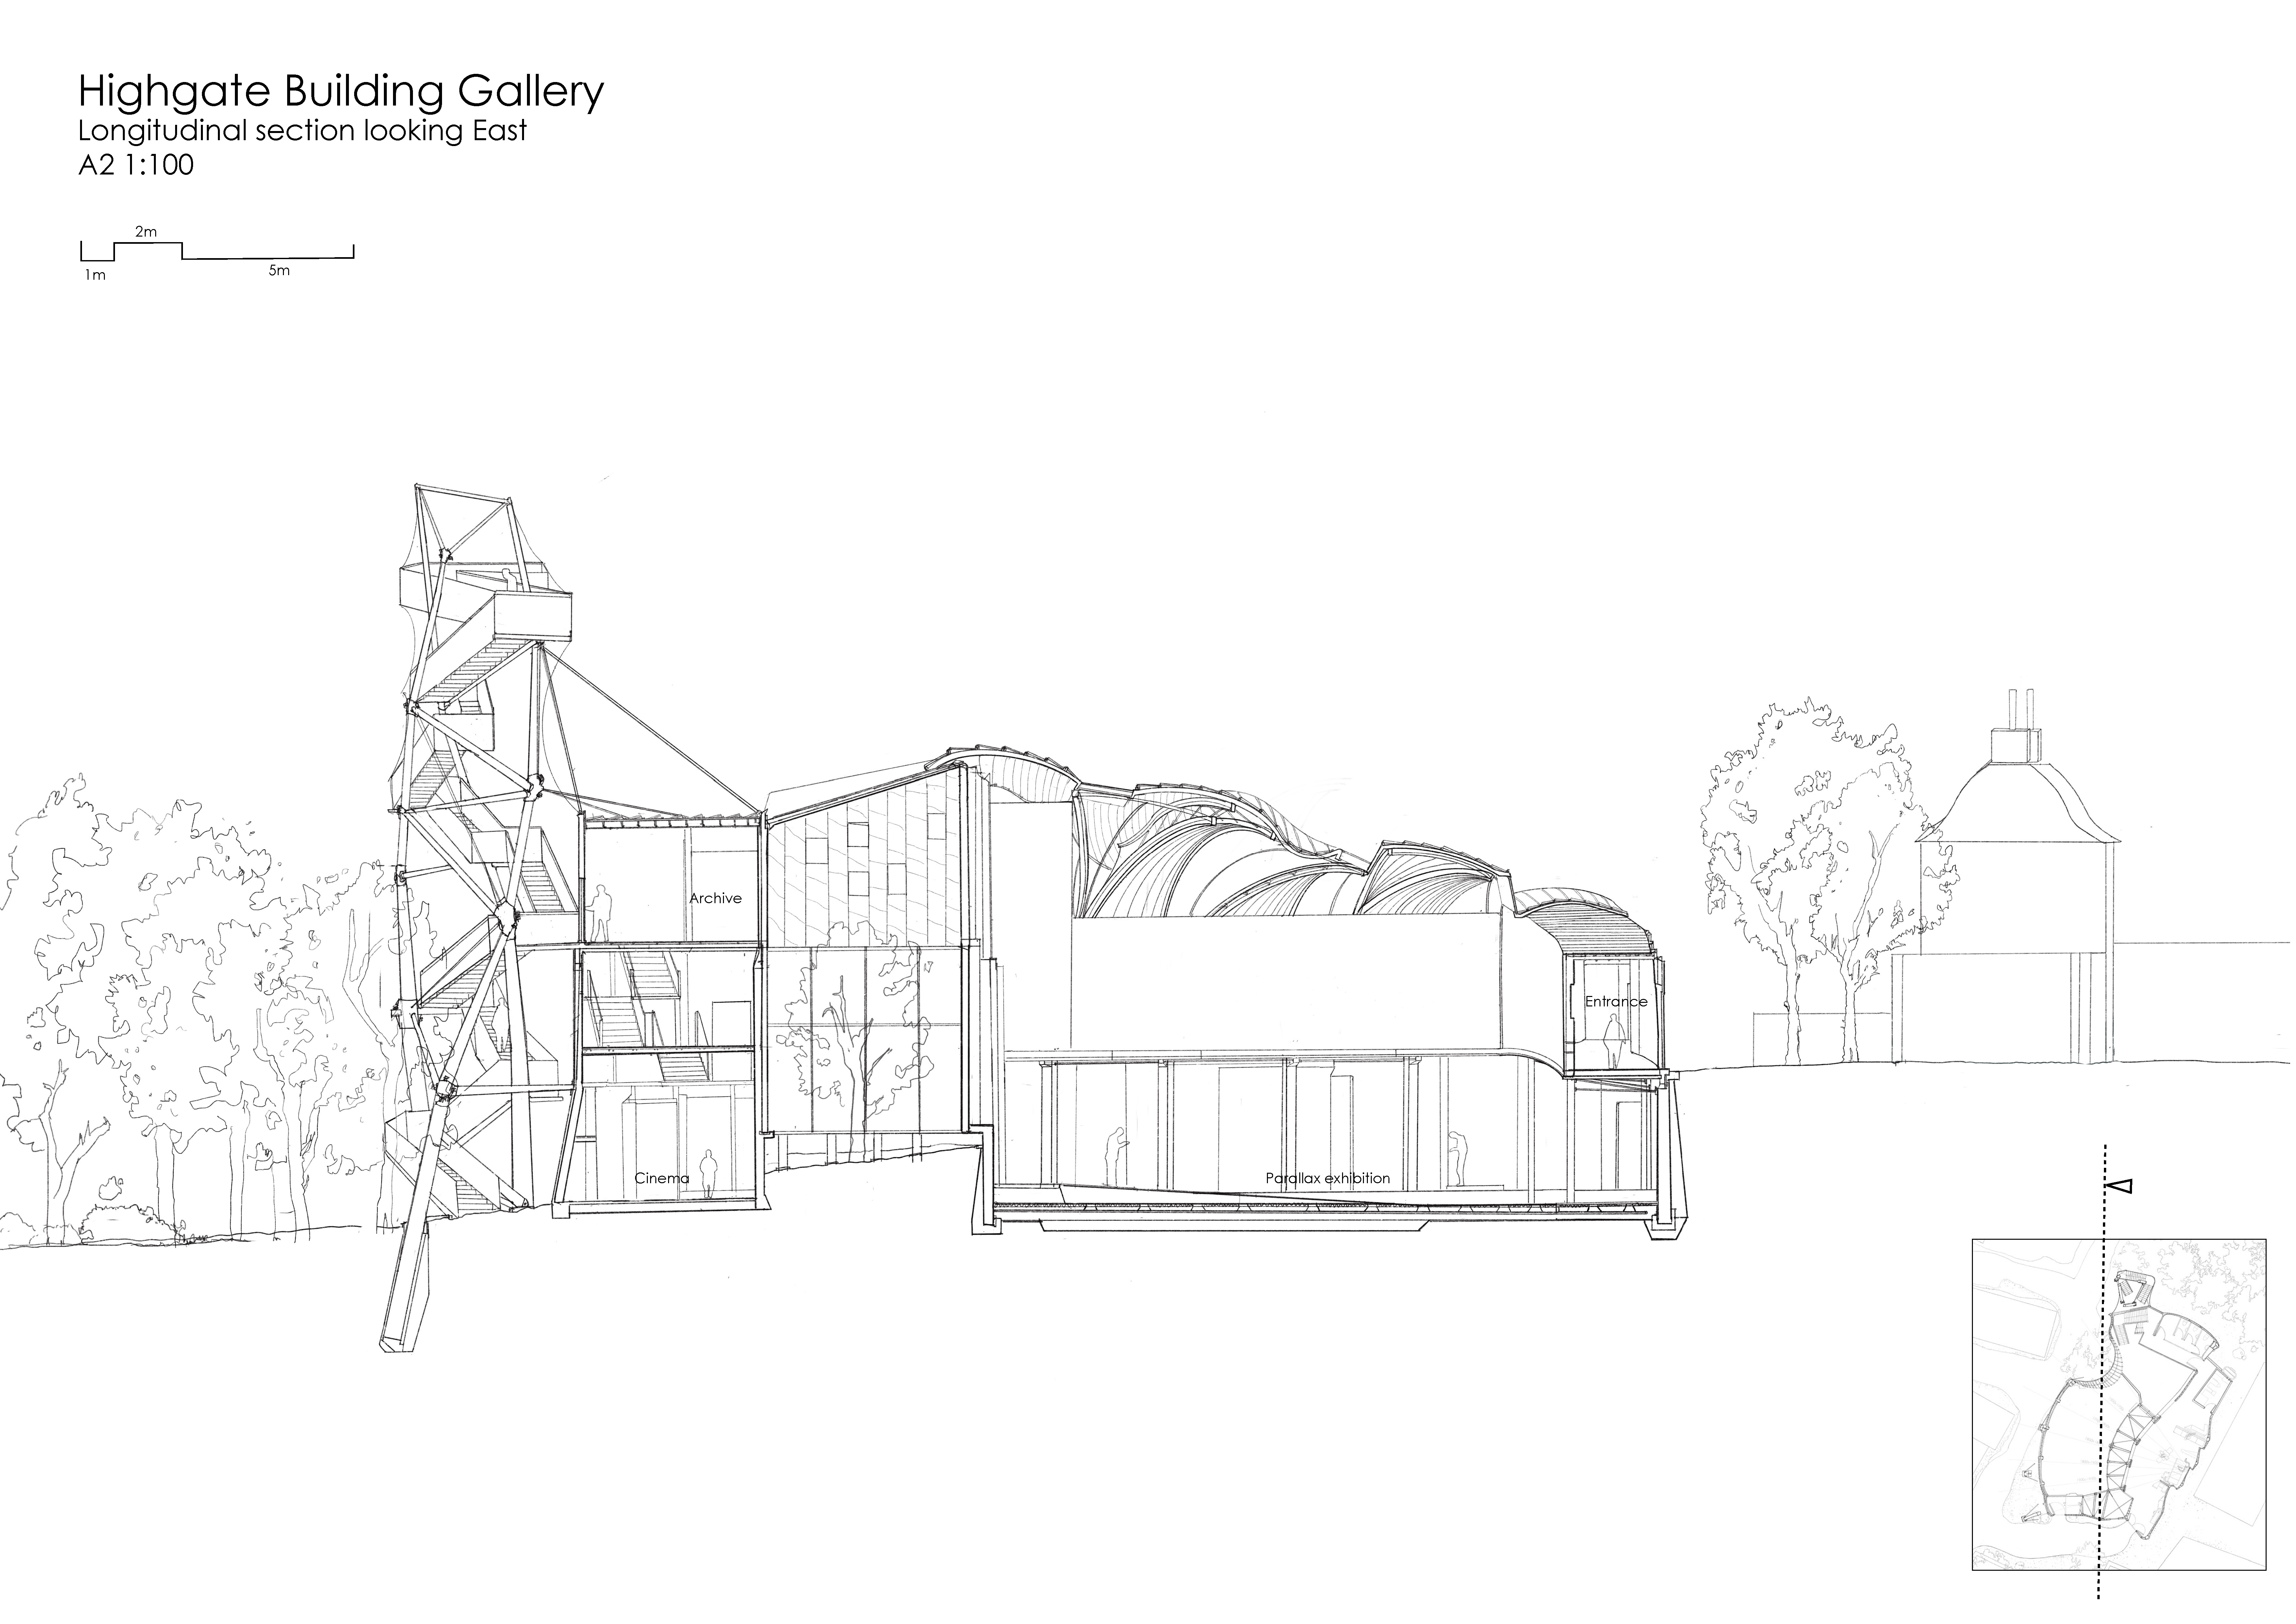 Highgate Building Gallery
Longitudinal section looking East
A2 1:100
2m
1m
5m
Archive
Entrance
Cinema
Parallax exhibition